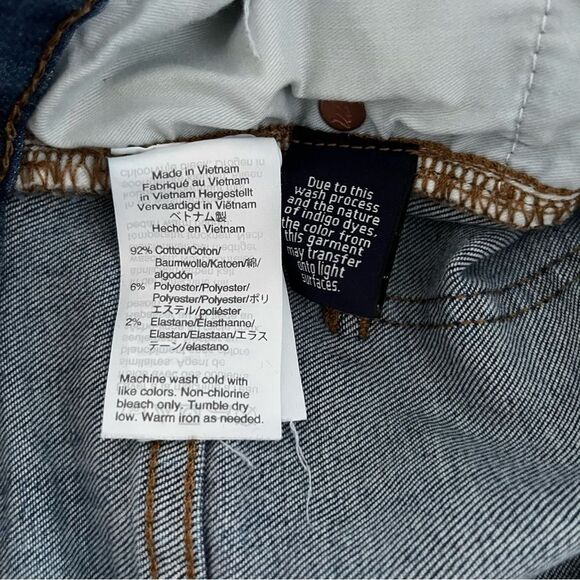 Made in Vietnam
Fabriqué au Vietnam
in Vietnam Hergestellt
Vervaardigd in Vietnam
ベトナム製
Hecho en Vietnam
92% Cotton/Coton/
Baumwolle/Katoen/綿/
algodón
6% Polyester/Polyester/
Polyester/Polyester/ポリ
エステル/poliéster
2% Elastane/Élasthanne/
Elastan/Elastaan/エラス
テーン/elastano
Machine wash cold with
like colors. Non-chlorine
bleach only. Tumble dry
low. Warm iron as needed.
Due to this
wash process
and the nature
of indigo dyes,
the color from
this garment
may transfer
onto light
surfaces.